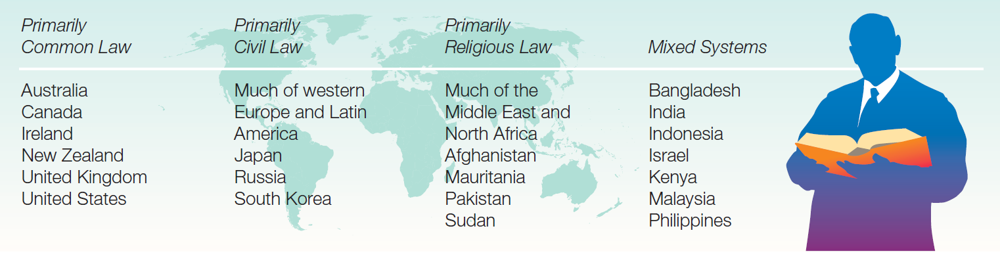 Primarily
Common Law
Australia
Canada
Ireland
New Zealand
United Kingdom
United States
Primarily
Civil Law
Much of western
Europe and Latin
America
Japan
Russia
South Korea
Primarily
Religious Law
Much of the
Middle East and
North Africa
Afghanistan
Mauritania
Pakistan
Sudan
Mixed Systems
Bangladesh
India
Indonesia
Israel
Kenya
Malaysia
Philippines